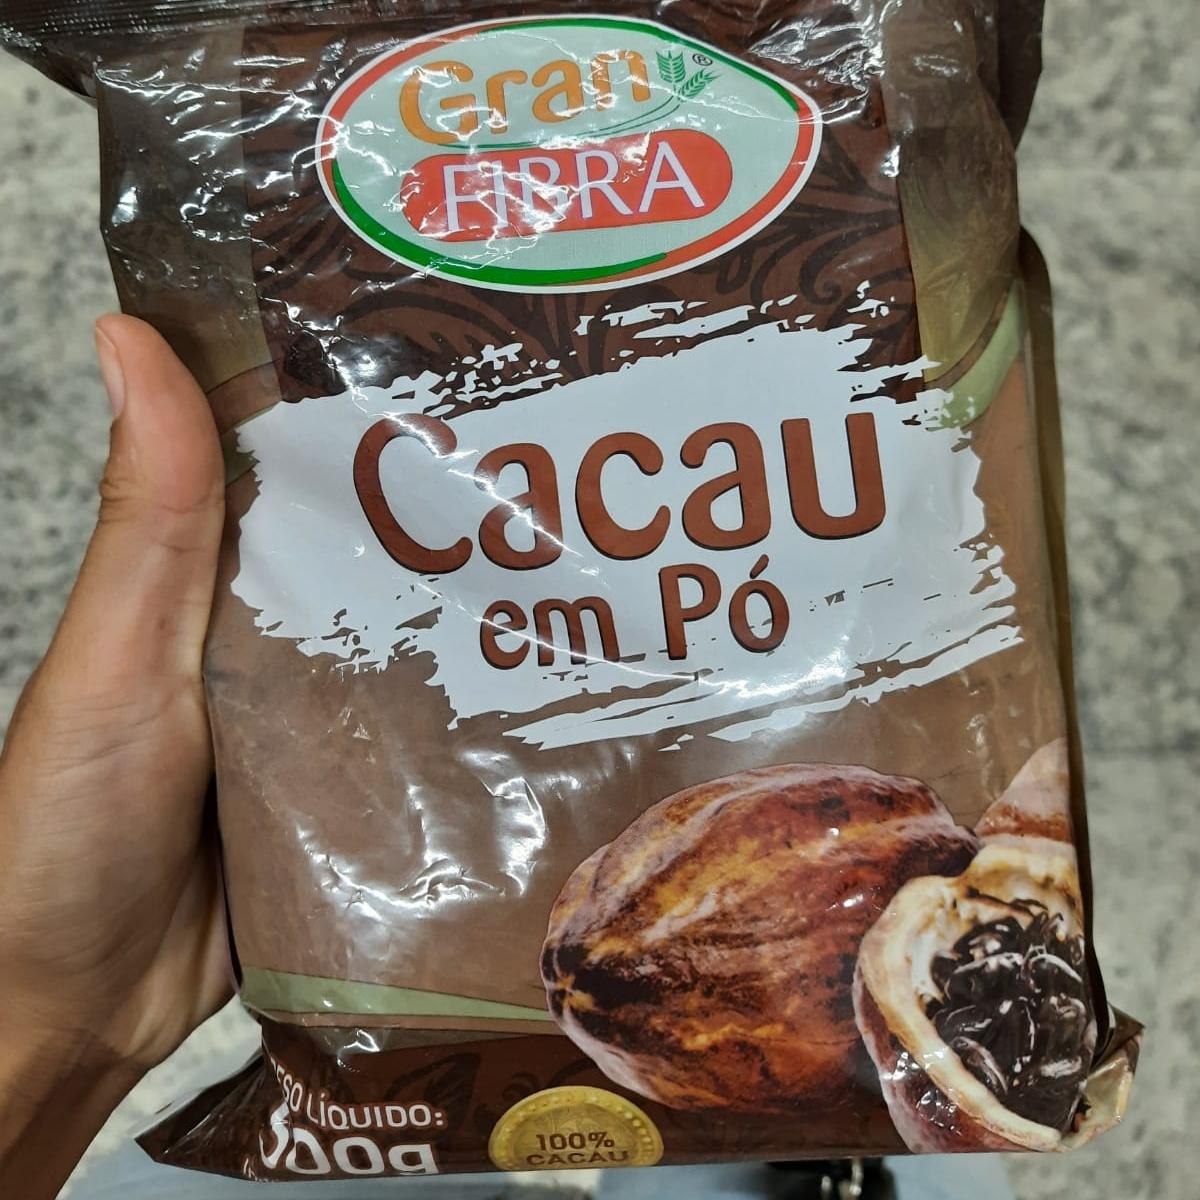 Gran
FIBRA
Cacau
em Pó
LÍQUIDO:
100%
CACAU